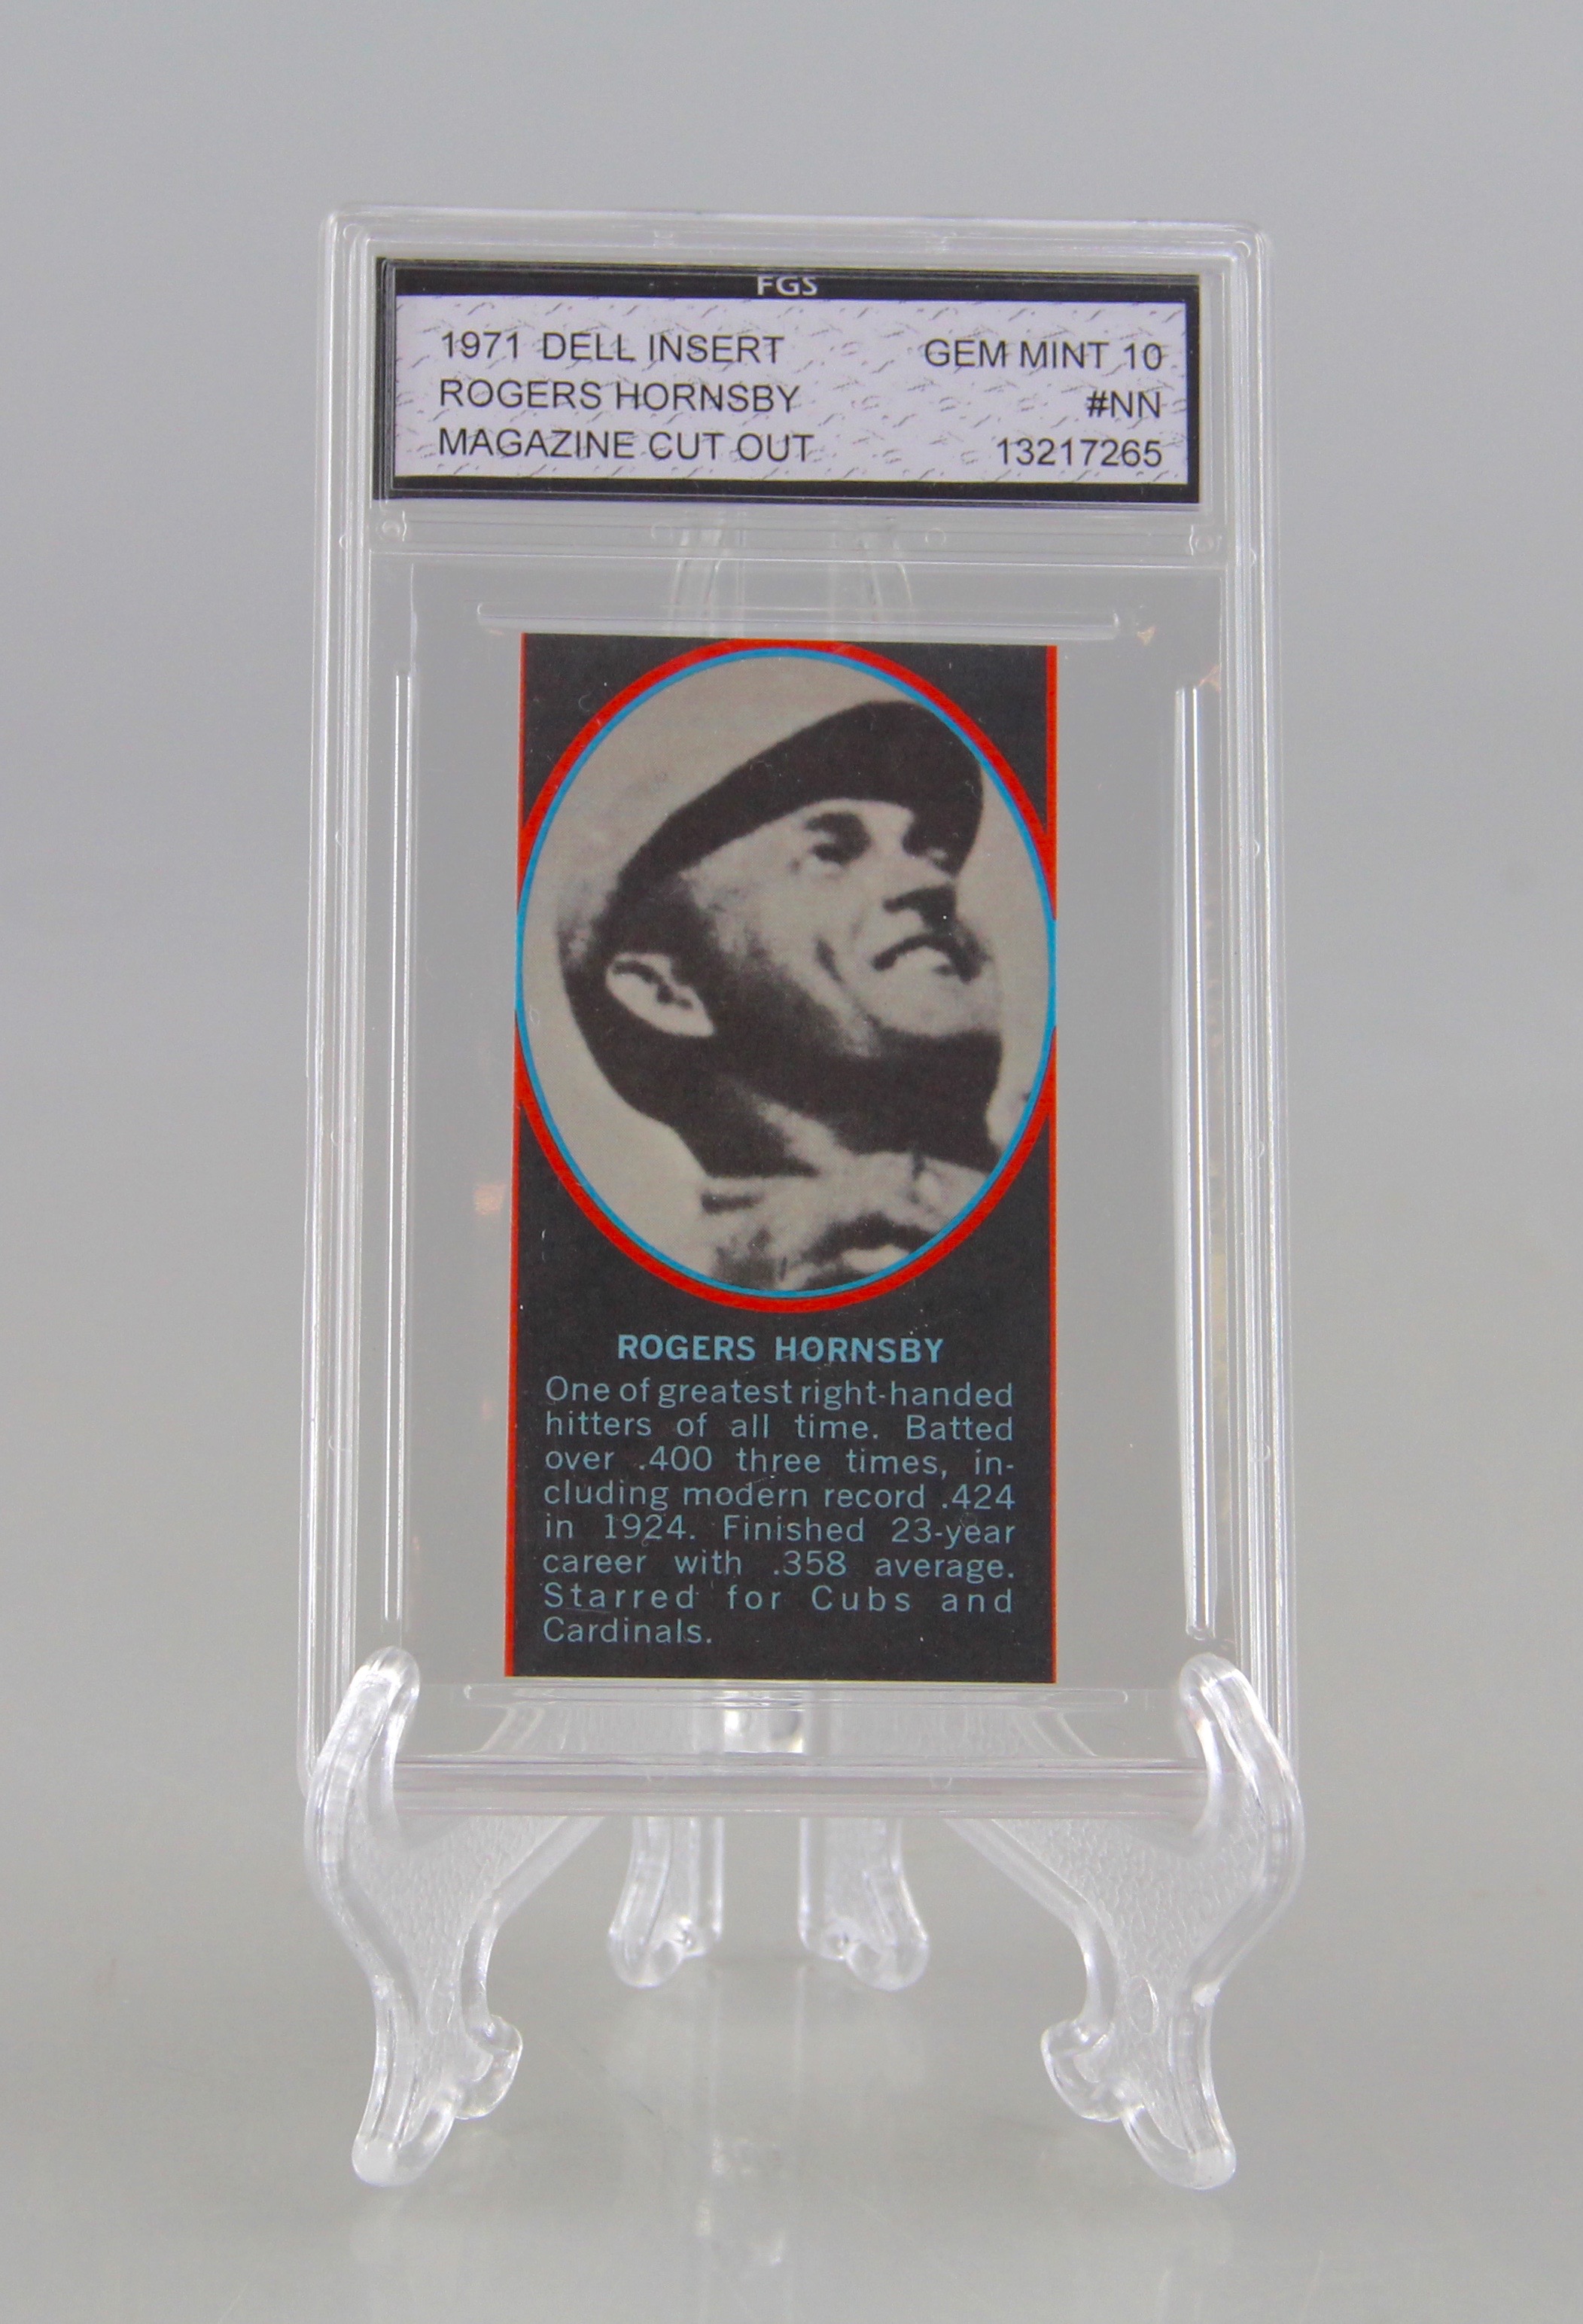 FGS
1971 DELL INSERT GEM MINT 10
ROGERS HORNSBY #NN
MAGAZINE CUT OUT 13217265
ROGERS HORNSBY
One of greatest right-handed
hitters of all time. Batted
over .400 three times, in-
cluding modern record .424
in 1924. Finished 23-year
career with .358 average.
Starred for Cubs and
Cardinals.